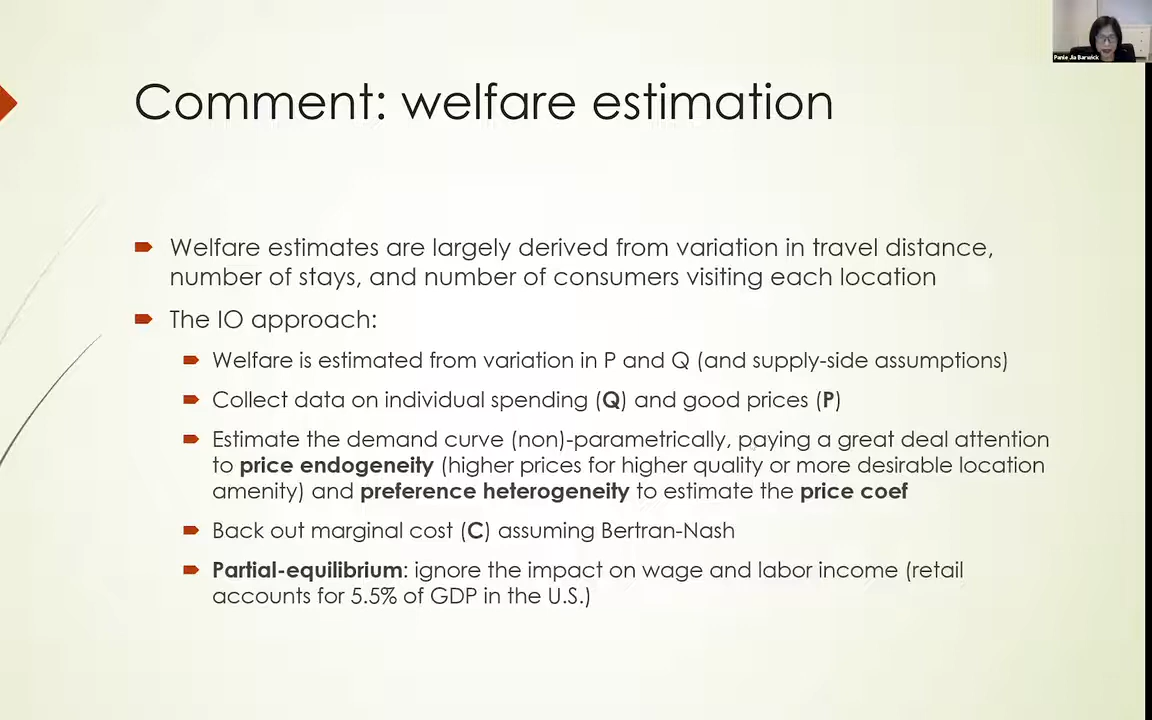 Panle Jia Barwick
Comment: welfare estimation
Welfare estimates are largely derived from variation in travel distance,
number of stays, and number of consumers visiting each location
The IO approach:
Welfare is estimated from variation in P and Q (and supply-side assumptions)
Collect data on individual spending (Q) and good prices (P)
Estimate the demand curve (non)-parametrically, paying a great deal attention
to price endogeneity (higher prices for higher quality or more desirable location
amenity) and preference heterogeneity to estimate the price coef
Back out marginal cost (C) assuming Bertran-Nash
Partial-equilibrium: ignore the impact on wage and labor income (retail
accounts for 5.5% of GDP in the U.S.)